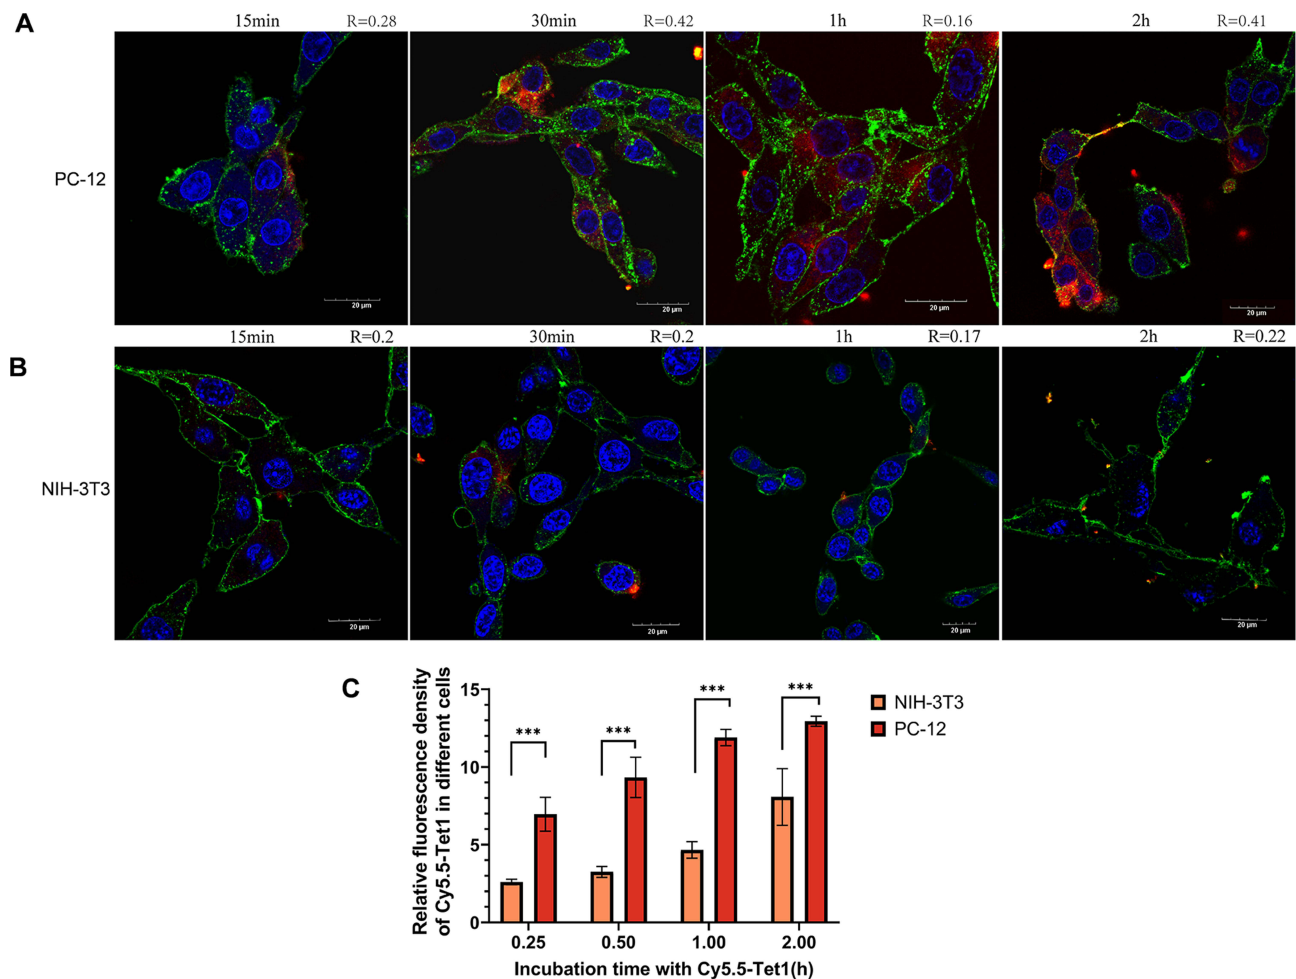 A
15min R=0.28 30min R=0.42 1h R=0.16 2h R=0.41
PC-12
20 μm 20 μm 20 μm 20 μm
15min R=0.2 30min R=0.2 1h R=0.17 2h R=0.22
B
NIH-3T3
20 μm 20 μm 20 μm 20 μm
C
Relative fluorescence density
of Cy5.5-Tet1 in different cells
15
10
5
0
*** *** *** ***
NIH-3T3
PC-12
0.25 0.50 1.00 2.00
Incubation time with Cy5.5-Tet1(h)